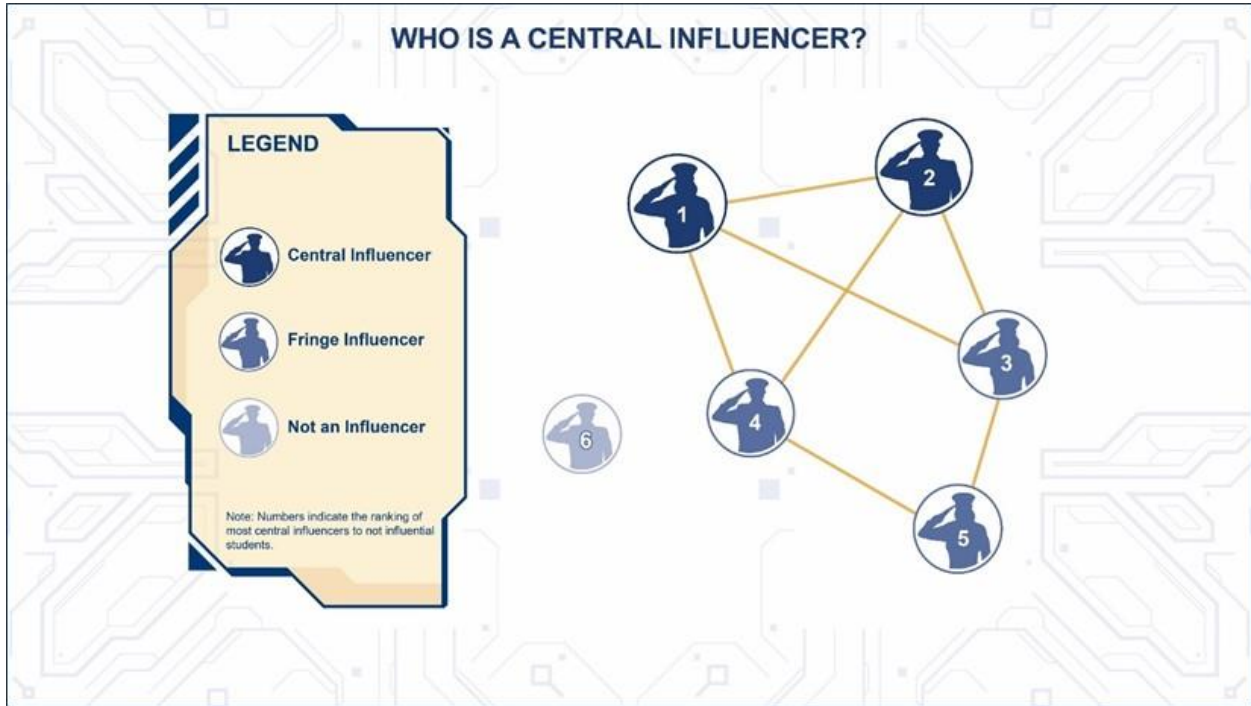 WHO IS A CENTRAL INFLUENCER?
LEGEND
Central Influencer
Fringe Influencer
Not an Influencer
Note: Numbers indicate the ranking of
most central influencers to not influential
students.
1
2
3
4
6
5